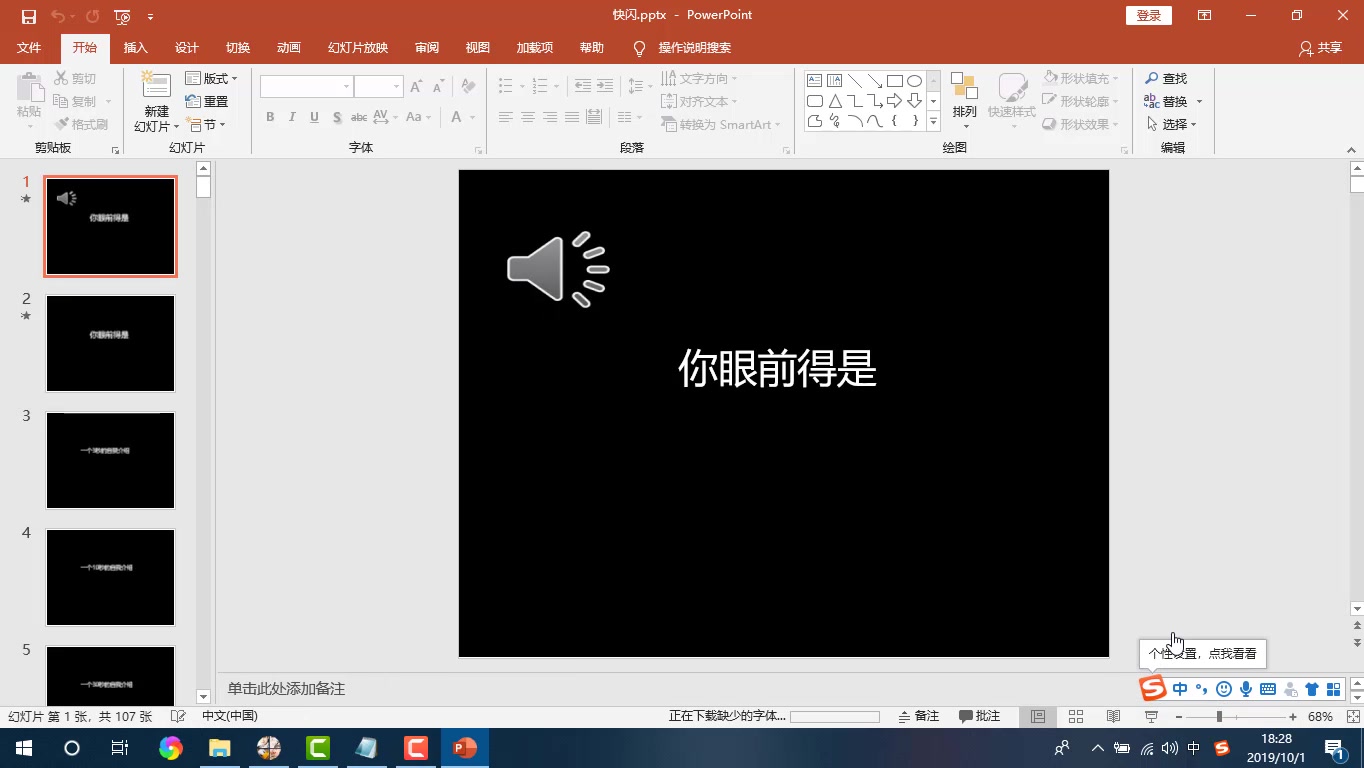 快闪.pptx - PowerPoint
登录
文件 开始 插入 设计 切换 动画 幻灯片放映 审阅 视图 加载项 帮助 操作说明搜索 共享
粘贴
剪切
复制
格式刷
剪贴板
新建
幻灯片
版式
重置
节
幻灯片
B I U S abc AV Aa A
字体
文字方向
对齐文本
转换为 SmartArt
段落
排列
快速样式
形状填充
形状轮廓
形状效果
绘图
查找
替换
选择
编辑
1
你眼前得是
2
你眼前得是
3
一个3秒的自我介绍
4
一个10秒的自我介绍
5
一个30秒的自我介绍
你眼前得是
单击此处添加备注
个性设置，点我看看
中
幻灯片 第 1 张，共 107 张
中文(中国)
正在下载缺少的字体...
备注
批注
68%
中
18:28
2019/10/1
1